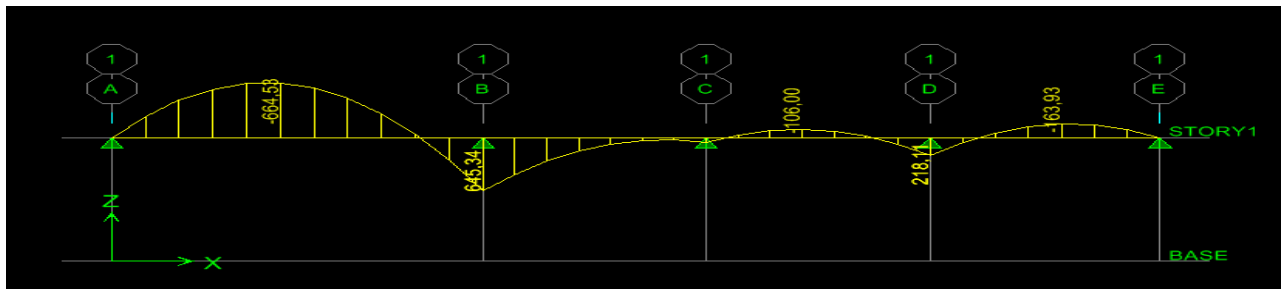 1 1 1 1 1
A B C D E
-664,53
645,34
-106,00
218,11
-163,93
STORY1
Z
X
BASE